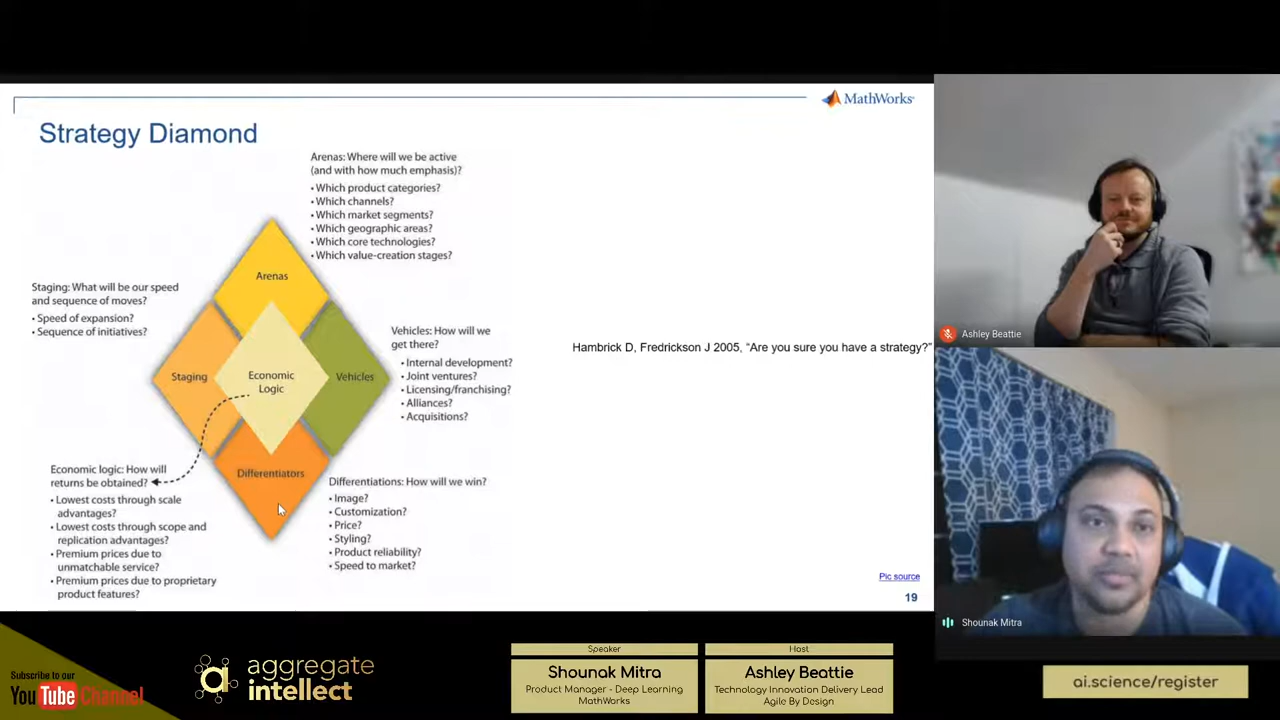 MathWorks®
Strategy Diamond
Arenas: Where will we be active
(and with how much emphasis)?
• Which product categories?
• Which channels?
• Which market segments?
• Which geographic areas?
• Which core technologies?
• Which value-creation stages?
Arenas
Staging: What will be our speed
and sequence of moves?
• Speed of expansion?
• Sequence of initiatives?
Staging
Economic
Logic
Vehicles
Vehicles: How will we
get there?
• Internal development?
• Joint ventures?
• Licensing/franchising?
• Alliances?
• Acquisitions?
Differentiators
Economic logic: How will
returns be obtained?
• Lowest costs through scale
advantages?
• Lowest costs through scope and
replication advantages?
• Premium prices due to
unmatchable service?
• Premium prices due to proprietary
product features?
Differentiations: How will we win?
• Image?
• Customization?
• Price?
• Styling?
• Product reliability?
• Speed to market?
Hambrick D, Fredrickson J 2005, “Are you sure you have a strategy?”
Pic source
19
Ashley Beattie
Shounak Mitra
Subscribe to our
YouTube Channel
a
aggregate
intellect
Speaker
Shounak Mitra
Product Manager - Deep Learning
MathWorks
Host
Ashley Beattie
Technology Innovation Delivery Lead
Agile By Design
ai.science/register